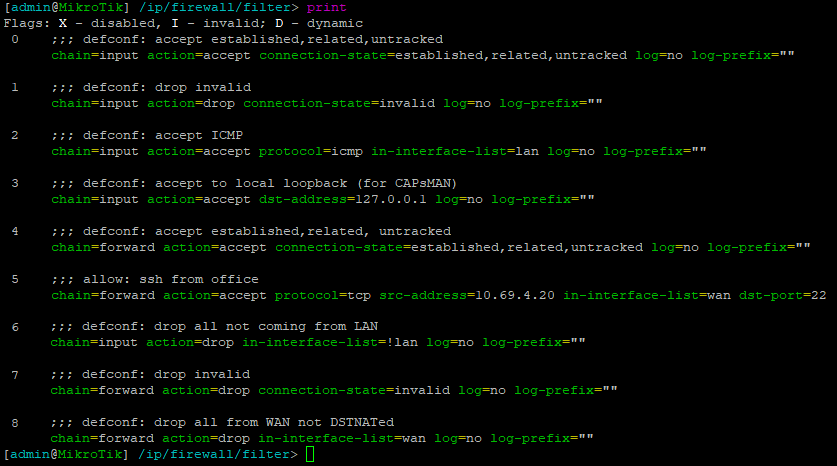 [admin@MikroTik] /ip/firewall/filter> print
Flags: X - disabled, I - invalid; D - dynamic
0 ;;; defconf: accept established,related,untracked
chain=input action=accept connection-state=established,related,untracked log=no log-prefix=""
1 ;;; defconf: drop invalid
chain=input action=drop connection-state=invalid log=no log-prefix=""
2 ;;; defconf: accept ICMP
chain=input action=accept protocol=icmp in-interface-list=lan log=no log-prefix=""
3 ;;; defconf: accept to local loopback (for CAPsMAN)
chain=input action=accept dst-address=127.0.0.1 log=no log-prefix=""
4 ;;; defconf: accept established,related, untracked
chain=forward action=accept connection-state=established,related,untracked log=no log-prefix=""
5 ;;; allow: ssh from office
chain=forward action=accept protocol=tcp src-address=10.69.4.20 in-interface-list=wan dst-port=22
6 ;;; defconf: drop all not coming from LAN
chain=input action=drop in-interface-list=!lan log=no log-prefix=""
7 ;;; defconf: drop invalid
chain=forward action=drop connection-state=invalid log=no log-prefix=""
8 ;;; defconf: drop all from WAN not DSTNATed
chain=forward action=drop in-interface-list=wan log=no log-prefix=""
[admin@MikroTik] /ip/firewall/filter>